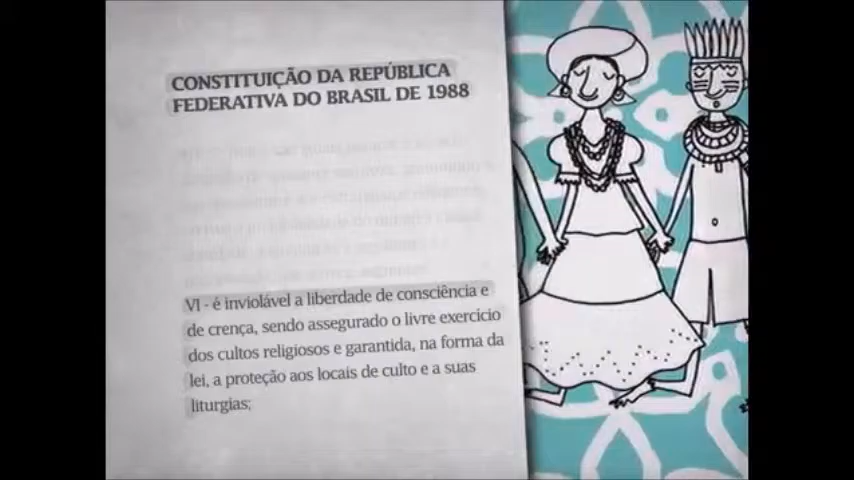 CONSTITUIÇÃO DA REPÚBLICA
FEDERATIVA DO BRASIL DE 1988
VI - é inviolável a liberdade de consciência e
de crença, sendo assegurado o livre exercício
dos cultos religiosos e garantida, na forma da
lei, a proteção aos locais de culto e a suas
liturgias;